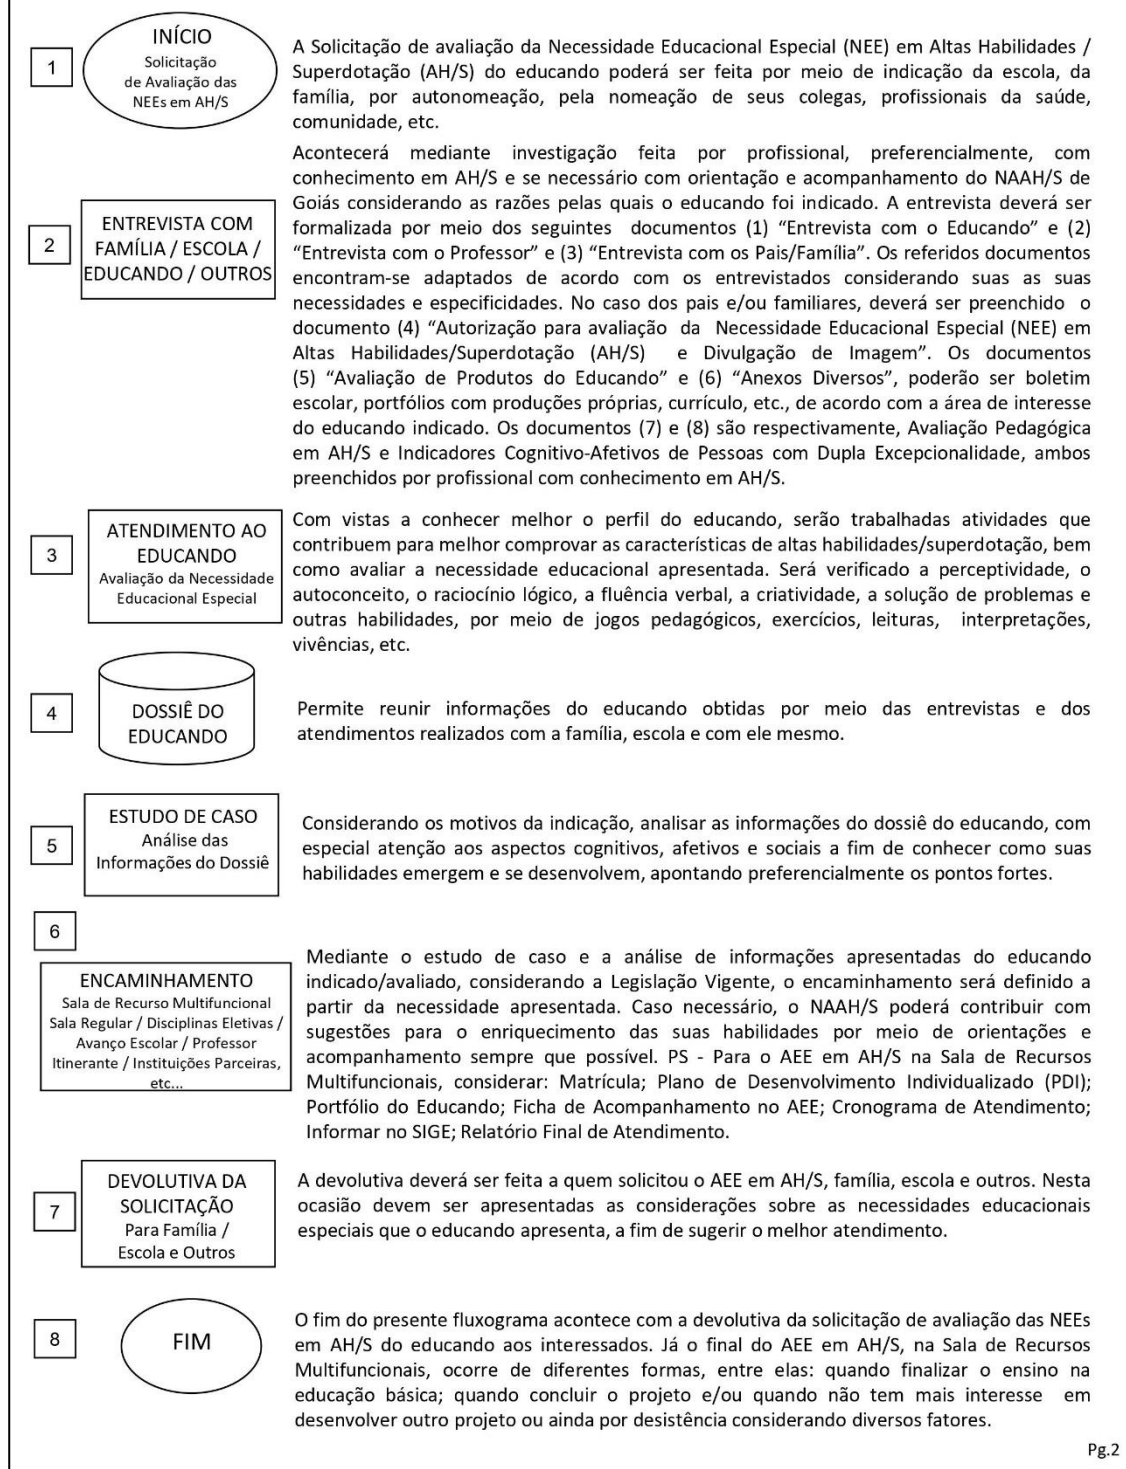 1
INÍCIO
Solicitação
de Avaliação das
NEEs em AH/S
A Solicitação de avaliação da Necessidade Educacional Especial (NEE) em Altas Habilidades /
Superdotação (AH/S) do educando poderá ser feita por meio de indicação da escola, da
família, por autonomeação, pela nomeação de seus colegas, profissionais da saúde,
comunidade, etc.
2
ENTREVISTA COM
FAMÍLIA / ESCOLA /
EDUCANDO / OUTROS
Acontecerá mediante investigação feita por profissional, preferencialmente, com
conhecimento em AH/S e se necessário com orientação e acompanhamento do NAAH/S de
Goiás considerando as razões pelas quais o educando foi indicado. A entrevista deverá ser
formalizada por meio dos seguintes documentos (1) “Entrevista com o Educando” e (2)
“Entrevista com o Professor” e (3) “Entrevista com os Pais/Família”. Os referidos documentos
encontram-se adaptados de acordo com os entrevistados considerando suas as suas
necessidades e especificidades. No caso dos pais e/ou familiares, deverá ser preenchido o
documento (4) “Autorização para avaliação da Necessidade Educacional Especial (NEE) em
Altas Habilidades/Superdotação (AH/S) e Divulgação de Imagem”. Os documentos
(5) “Avaliação de Produtos do Educando” e (6) “Anexos Diversos”, poderão ser boletim
escolar, portfólios com produções próprias, currículo, etc., de acordo com a área de interesse
do educando indicado. Os documentos (7) e (8) são respectivamente, Avaliação Pedagógica
em AH/S e Indicadores Cognitivo-Afetivos de Pessoas com Dupla Excepcionalidade, ambos
preenchidos por profissional com conhecimento em AH/S.
3
ATENDIMENTO AO
EDUCANDO
Avaliação da Necessidade
Educacional Especial
Com vistas a conhecer melhor o perfil do educando, serão trabalhadas atividades que
contribuem para melhor comprovar as características de altas habilidades/superdotação, bem
como avaliar a necessidade educacional apresentada. Será verificado a perceptividade, o
autoconceito, o raciocínio lógico, a fluência verbal, a criatividade, a solução de problemas e
outras habilidades, por meio de jogos pedagógicos, exercícios, leituras, interpretações,
vivências, etc.
4
DOSSIÊ DO
EDUCANDO
Permite reunir informações do educando obtidas por meio das entrevistas e dos
atendimentos realizados com a família, escola e com ele mesmo.
5
ESTUDO DE CASO
Análise das
Informações do Dossiê
Considerando os motivos da indicação, analisar as informações do dossiê do educando, com
especial atenção aos aspectos cognitivos, afetivos e sociais a fim de conhecer como suas
habilidades emergem e se desenvolvem, apontando preferencialmente os pontos fortes.
6
ENCAMINHAMENTO
Sala de Recurso Multifuncional
Sala Regular / Disciplinas Eletivas /
Avanço Escolar / Professor
Itinerante / Instituições Parceiras,
etc...
Mediante o estudo de caso e a análise de informações apresentadas do educando
indicado/avaliado, considerando a Legislação Vigente, o encaminhamento será definido a
partir da necessidade apresentada. Caso necessário, o NAAH/S poderá contribuir com
sugestões para o enriquecimento das suas habilidades por meio de orientações e
acompanhamento sempre que possível. PS - Para o AEE em AH/S na Sala de Recursos
Multifuncionais, considerar: Matrícula; Plano de Desenvolvimento Individualizado (PDI);
Portfólio do Educando; Ficha de Acompanhamento no AEE; Cronograma de Atendimento;
Informar no SIGE; Relatório Final de Atendimento.
7
DEVOLUTIVA DA
SOLICITAÇÃO
Para Família /
Escola e Outros
A devolutiva deverá ser feita a quem solicitou o AEE em AH/S, família, escola e outros. Nesta
ocasião devem ser apresentadas as considerações sobre as necessidades educacionais
especiais que o educando apresenta, a fim de sugerir o melhor atendimento.
8
FIM
O fim do presente fluxograma acontece com a devolutiva da solicitação de avaliação das NEEs
em AH/S do educando aos interessados. Já o final do AEE em AH/S, na Sala de Recursos
Multifuncionais, ocorre de diferentes formas, entre elas: quando finalizar o ensino na
educação básica; quando concluir o projeto e/ou quando não tem mais interesse em
desenvolver outro projeto ou ainda por desistência considerando diversos fatores.
Pg.2